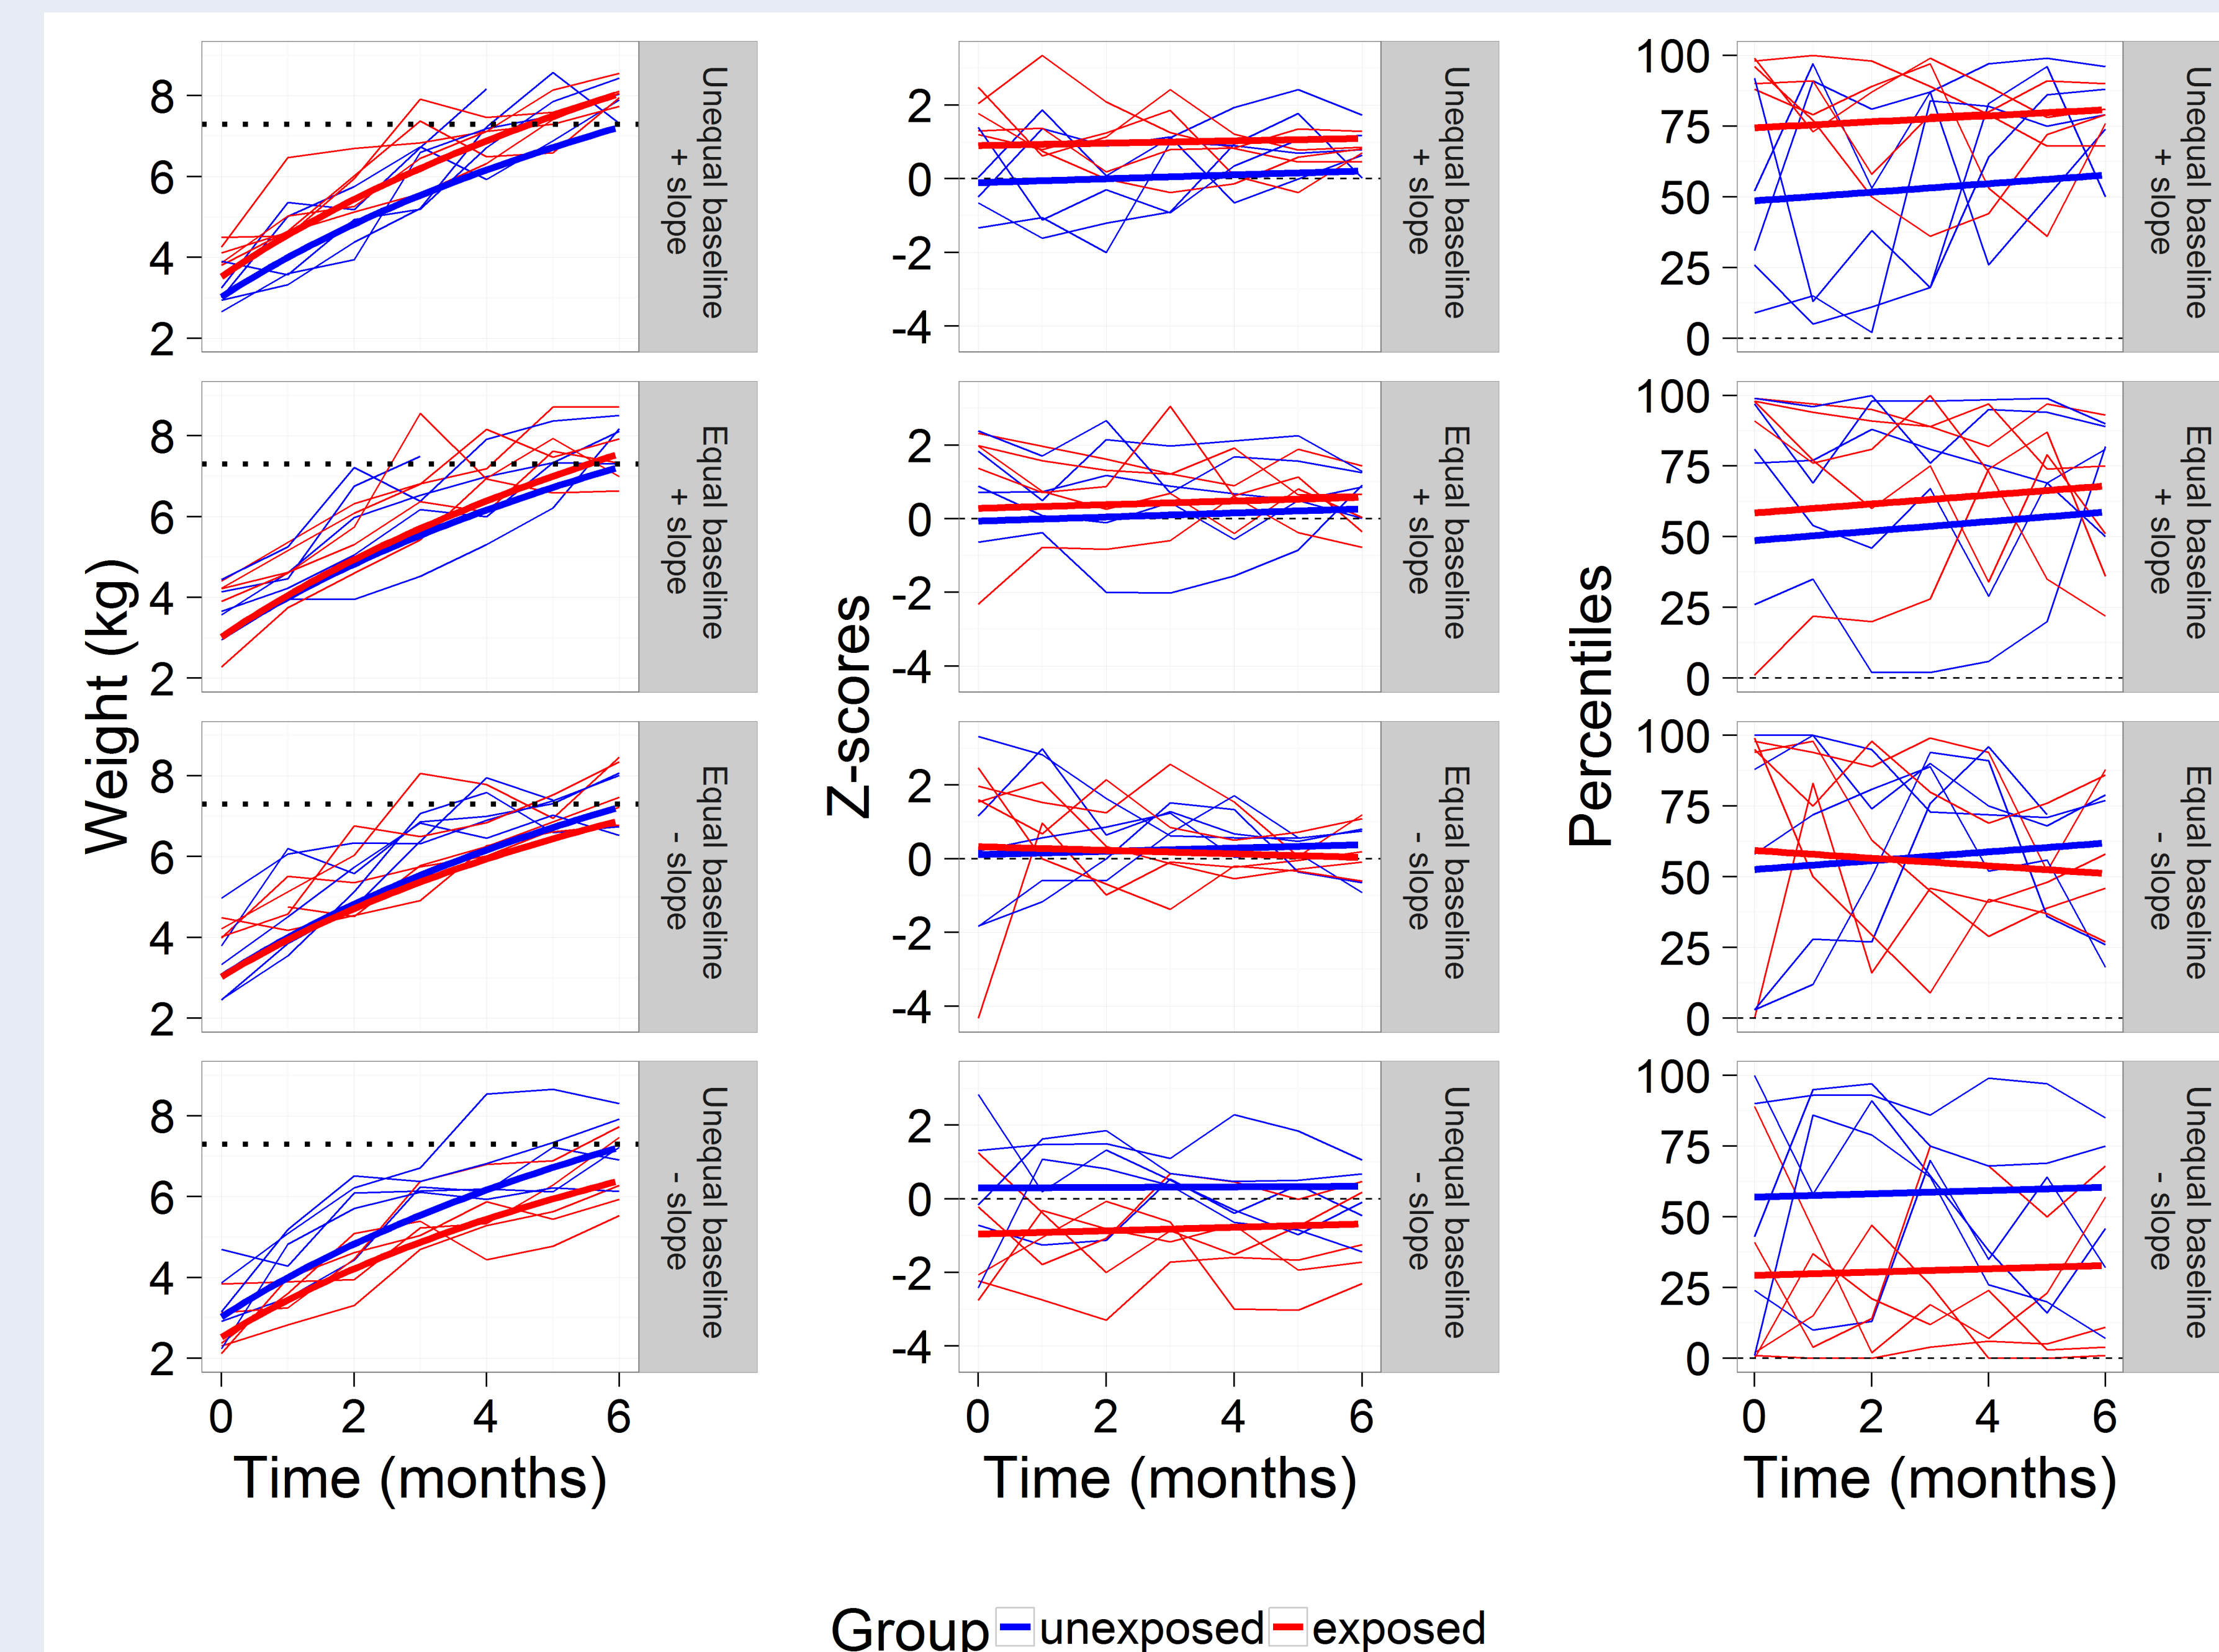 8
6
4
2
Unequal baseline
+ slope
2
0
-2
-4
Unequal baseline
+ slope
100
75
50
25
0
Unequal baseline
+ slope
8
6
4
2
Equal baseline
+ slope
2
0
-2
-4
Equal baseline
+ slope
100
75
50
25
0
Equal baseline
+ slope
Weight (kg)
Z-scores
Percentiles
8
6
4
2
Equal baseline
- slope
2
0
-2
-4
Equal baseline
- slope
100
75
50
25
0
Equal baseline
- slope
8
6
4
2
Unequal baseline
- slope
2
0
-2
-4
Unequal baseline
- slope
100
75
50
25
0
Unequal baseline
- slope
0 2 4 6
0 2 4 6
0 2 4 6
Time (months)
Time (months)
Time (months)
Group unexposed exposed